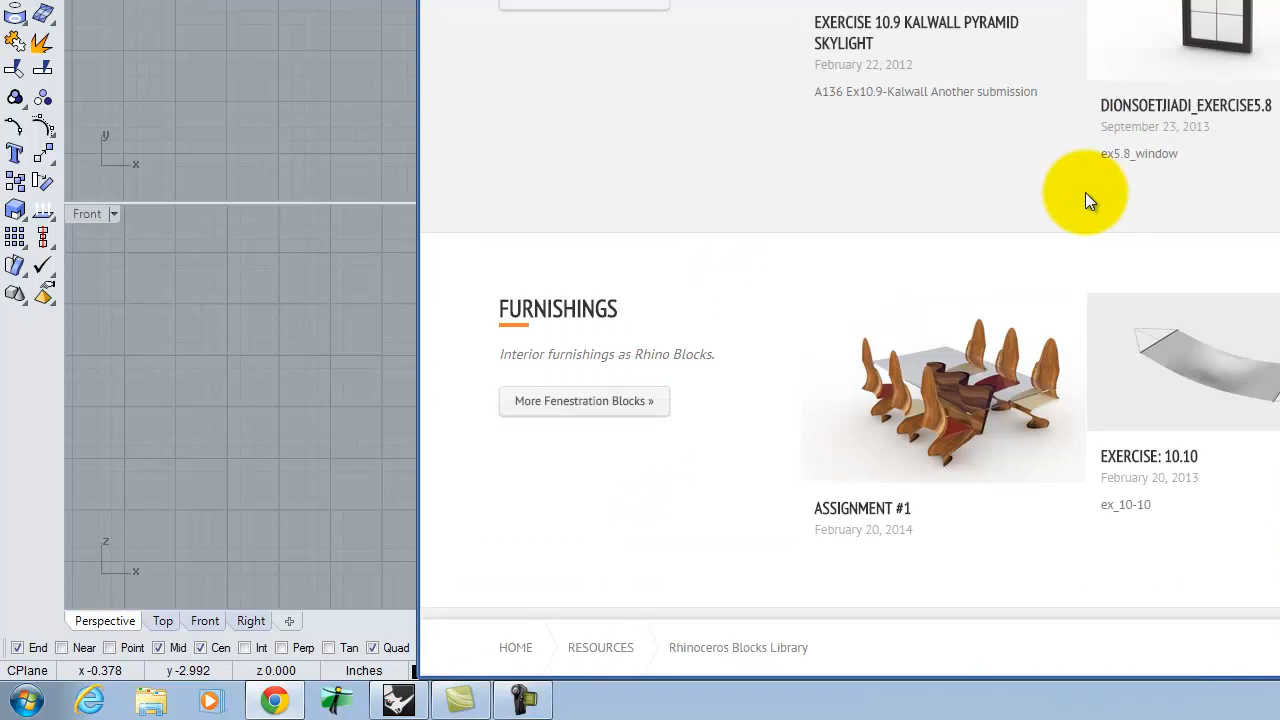 EXERCISE 10.9 KALWALL PYRAMID
SKYLIGHT
February 22, 2012
A136 Ex10.9-Kalwall Another submission
DIONSOETJIADI_EXERCISE5.8
September 23, 2013
ex5.8_window
y
x
Front
FURNISHINGS
Interior furnishings as Rhino Blocks.
More Fenestration Blocks »
ASSIGNMENT #1
February 20, 2014
EXERCISE: 10.10
February 20, 2013
ex_10-10
z
x
Perspective Top Front Right
HOME RESOURCES Rhinoceros Blocks Library
End Near Point Mid Cen Int Perp Tan Quad
CPlane x -0.378 y -2.992 z 0.000 Inches